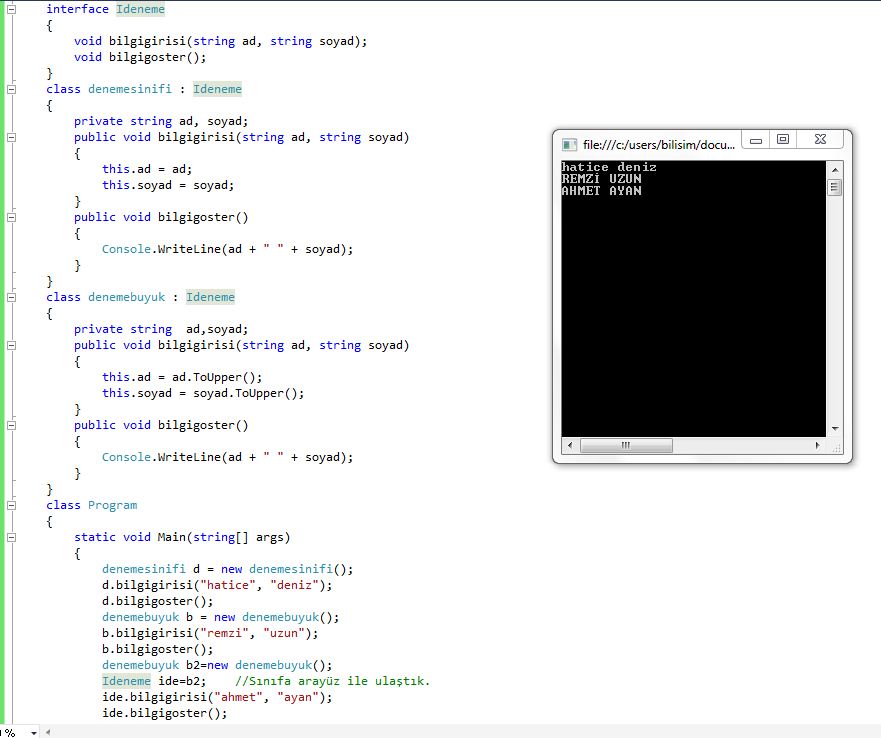 interface Ideneme
{
void bilgigirisi(string ad, string soyad);
void bilgigoster();
}
class denemesinifi : Ideneme
{
private string ad, soyad;
public void bilgigirisi(string ad, string soyad)
{
this.ad = ad;
this.soyad = soyad;
}
public void bilgigoster()
{
Console.WriteLine(ad + " " + soyad);
}
}
class denemebuyuk : Ideneme
{
private string  ad,soyad;
public void bilgigirisi(string ad, string soyad)
{
this.ad = ad.ToUpper();
this.soyad = soyad.ToUpper();
}
public void bilgigoster()
{
Console.WriteLine(ad + " " + soyad);
}
}
class Program
{
static void Main(string[] args)
{
denemesinifi d = new denemesinifi();
d.bilgigirisi("hatice", "deniz");
d.bilgigoster();
denemebuyuk b = new denemebuyuk();
b.bilgigirisi("remzi", "uzun");
b.bilgigoster();
denemebuyuk b2=new denemebuyuk();
Ideneme ide=b2;    //Sınıfa arayüz ile ulaştık.
ide.bilgigirisi("ahmet", "ayan");
ide.bilgigoster();
%
file:///c:/users/bilisim/docu...
hatice deniz
REMZİ UZUN
AHMET AYAN